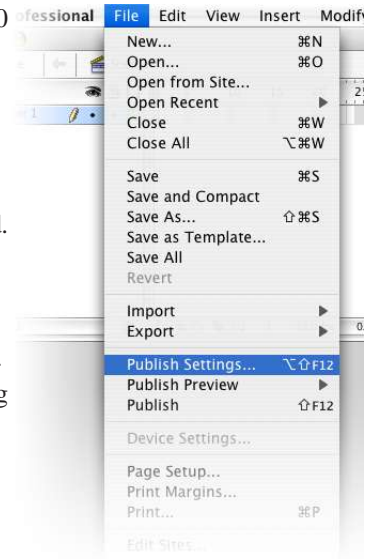 0 ofessional File Edit View Insert Modify
New... ⌘N
Open... ⌘O
Open from Site...
Open Recent ▶
Close ⌘W
Close All ⌥⌘W
Save ⌘S
Save and Compact
Save As... ⇧⌘S
Save as Template...
Save All
Revert
Import ▶
Export ▶
Publish Settings... ⌥⇧F12
Publish Preview ▶
Publish ⇧F12
Device Settings...
Page Setup...
Print Margins...
Print... ⌘P
Edit Sites...